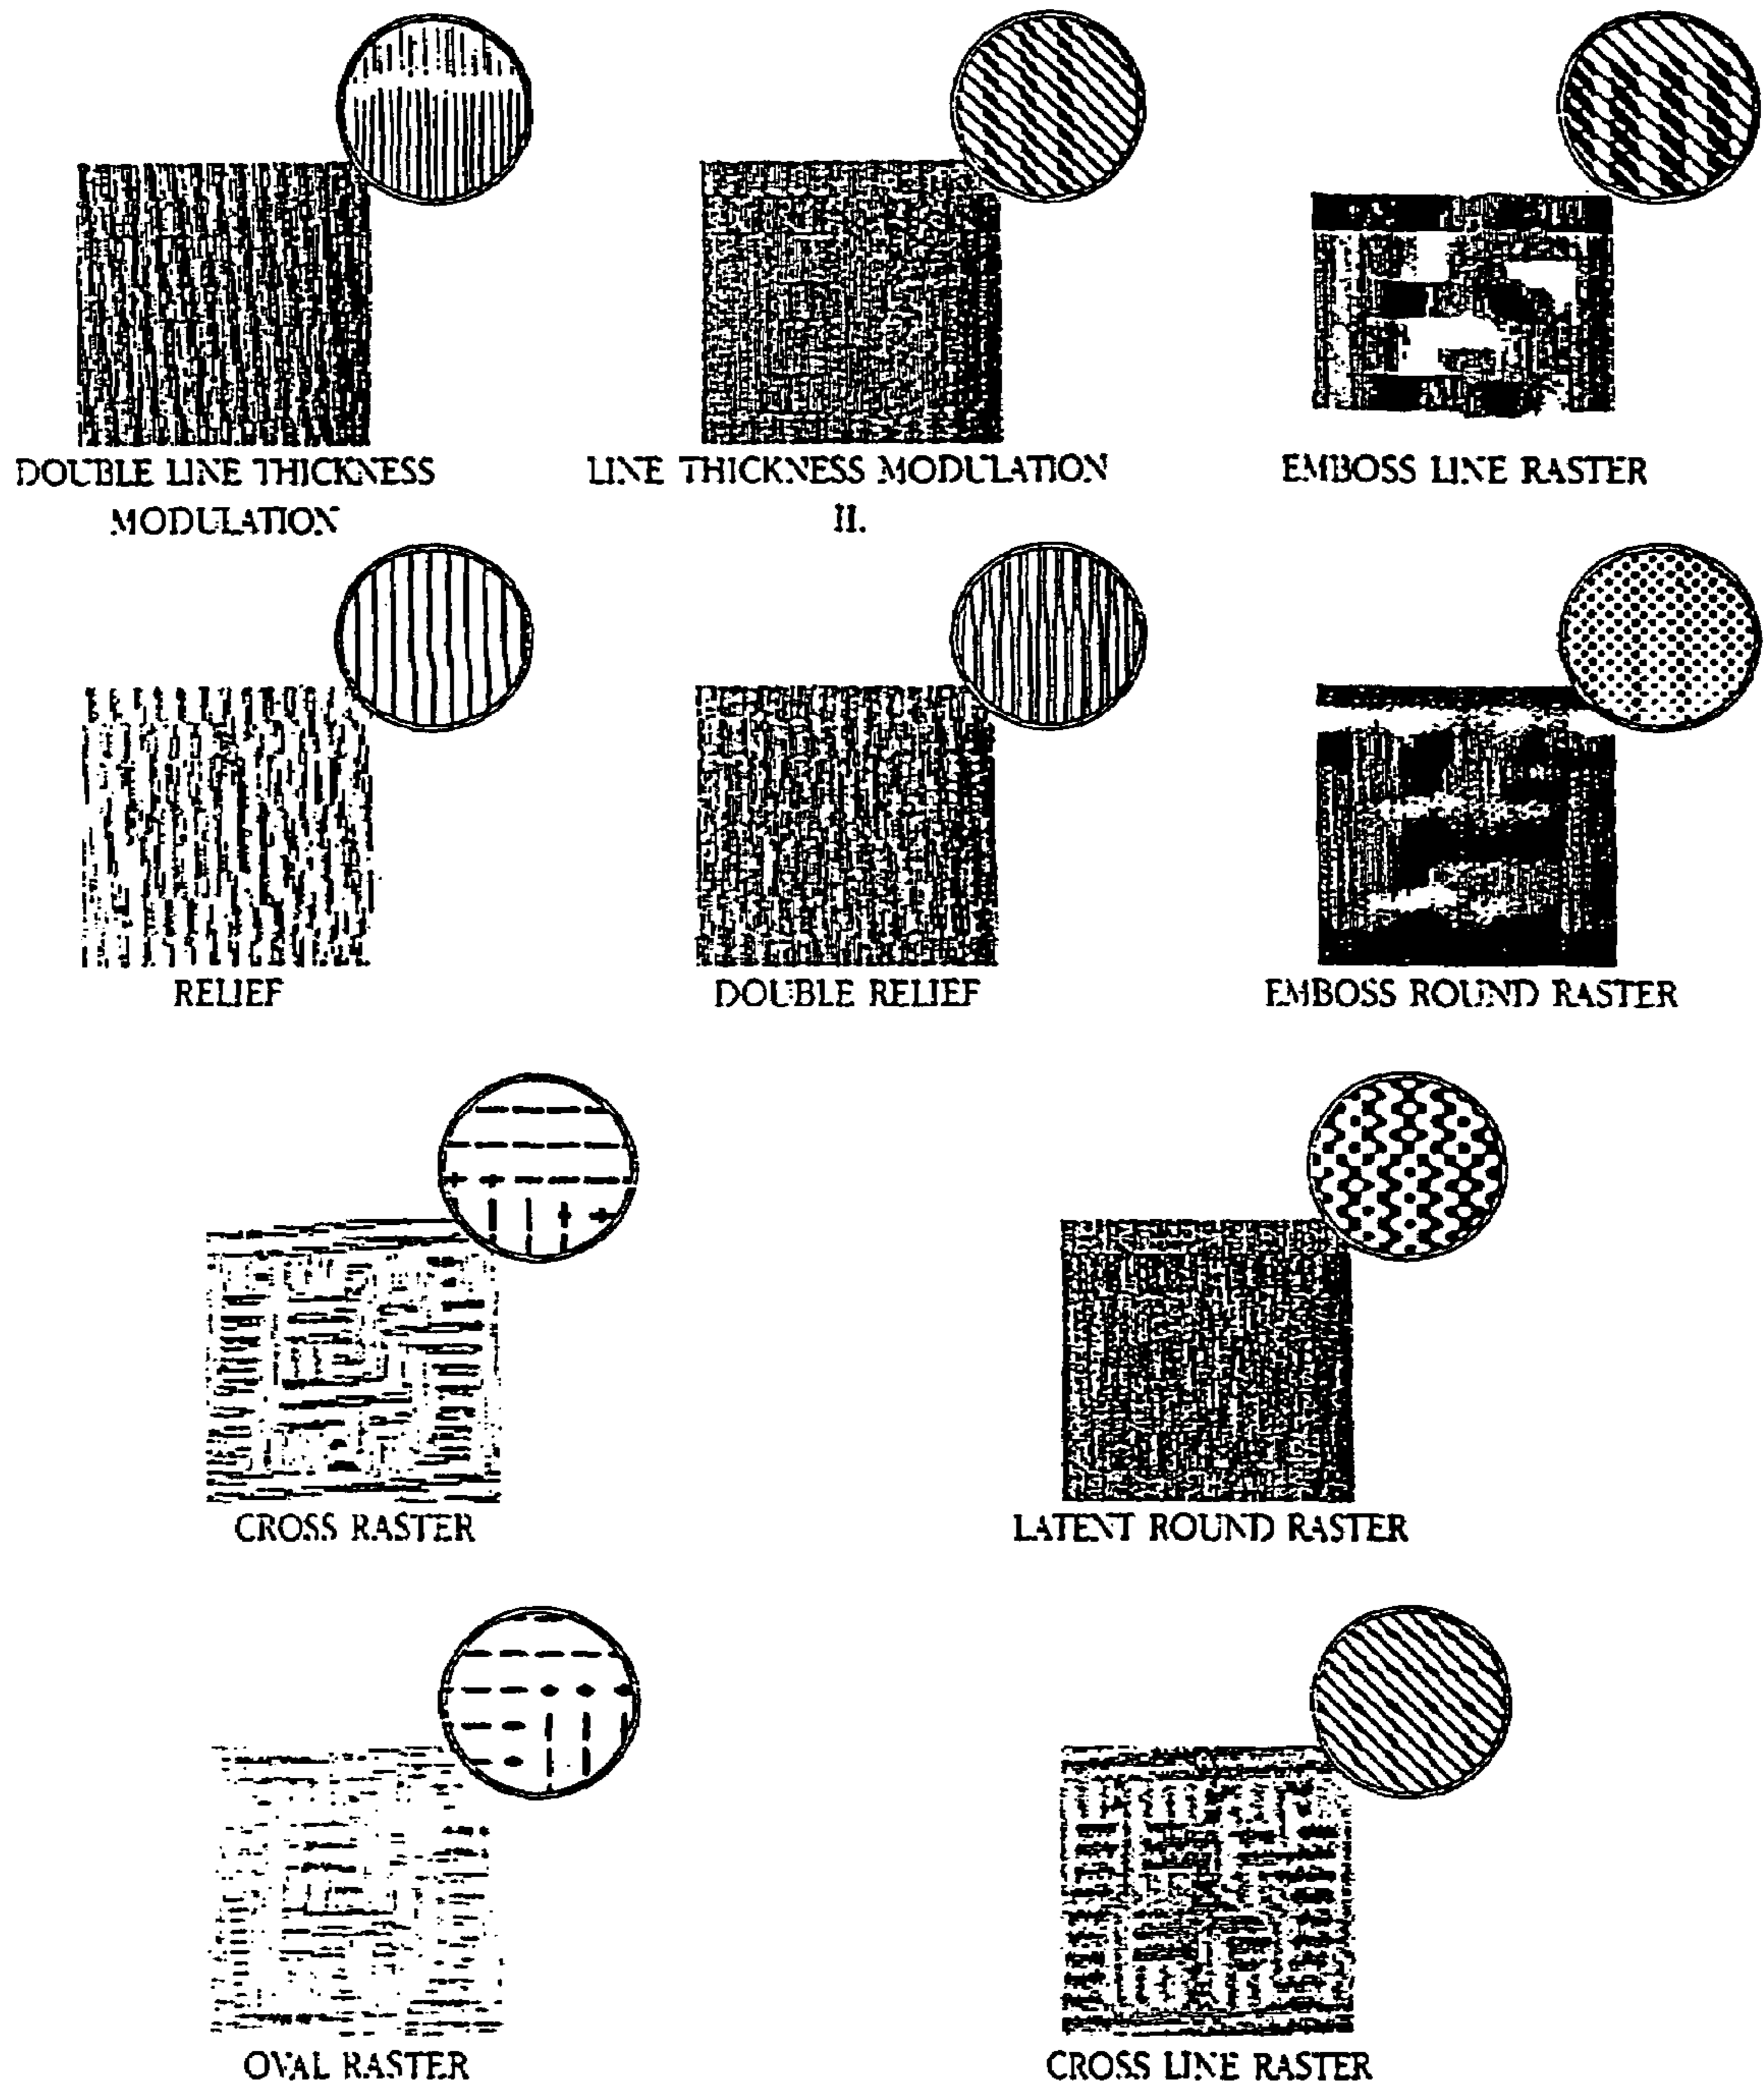 DOUBLE LINE THICKNESS
MODULATION
LINE THICKNESS MODULATION
II.
EMBOSS LINE RASTER
RELIEF
DOUBLE RELIEF
EMBOSS ROUND RASTER
CROSS RASTER
LATENT ROUND RASTER
OVAL RASTER
CROSS LINE RASTER